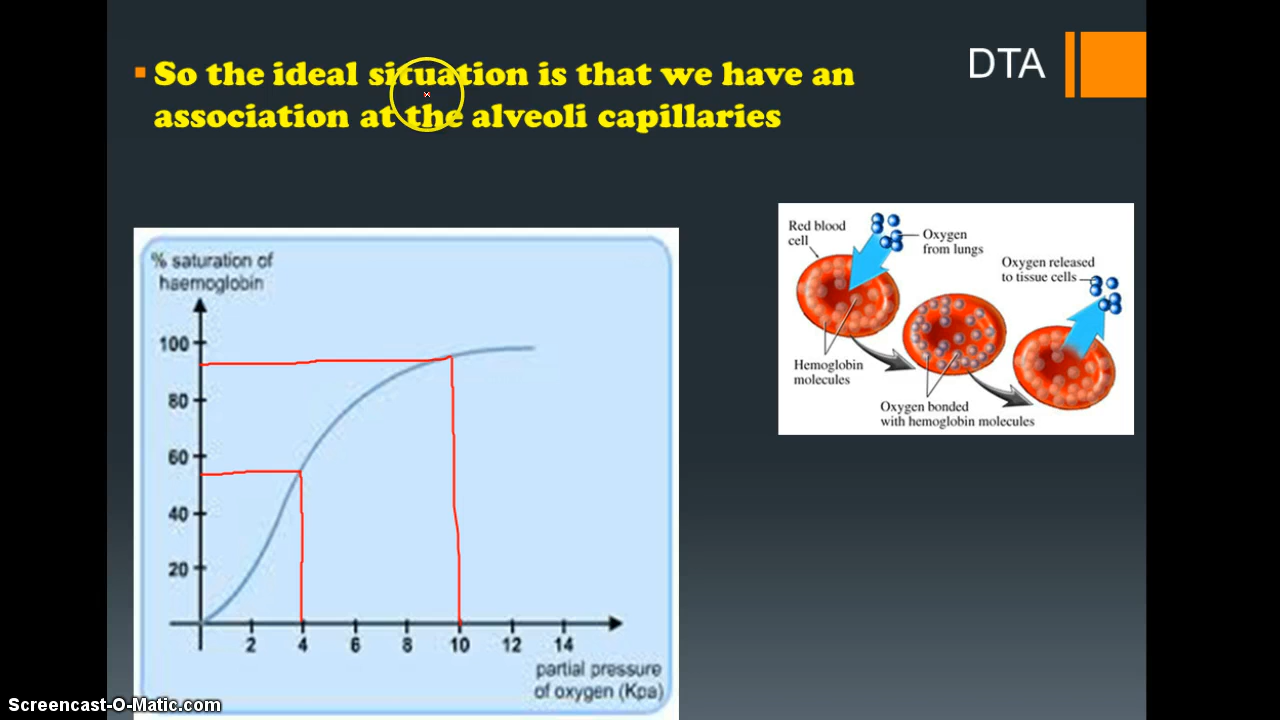 So the ideal situation is that we have an
association at the alveoli capillaries
DTA
% saturation of
haemoglobin
100
80
60
40
20
2 4 6 8 10 12 14
partial pressure
of oxygen (Kpa)
Red blood
cell
Oxygen
from lungs
Oxygen released
to tissue cells
Hemoglobin
molecules
Oxygen bonded
with hemoglobin molecules
Screencast-O-Matic.com